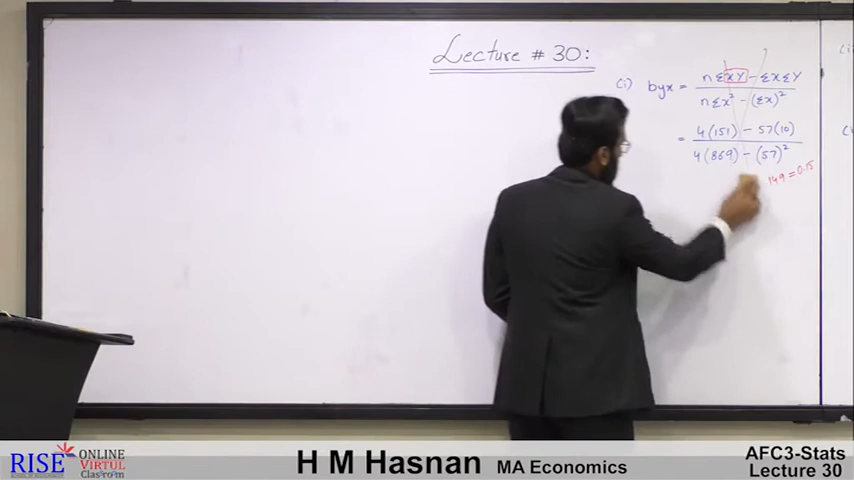 Lecture # 30:
(i) byx = nΣXY - ΣXΣY / nΣx² - (Σx)²
= 4(151) - 57(10) / 4(869) - (57)²
149 = 0.15
RISE ONLINE
VIRTUL
Classroom
H M Hasnan MA Economics
AFC3-Stats
Lecture 30